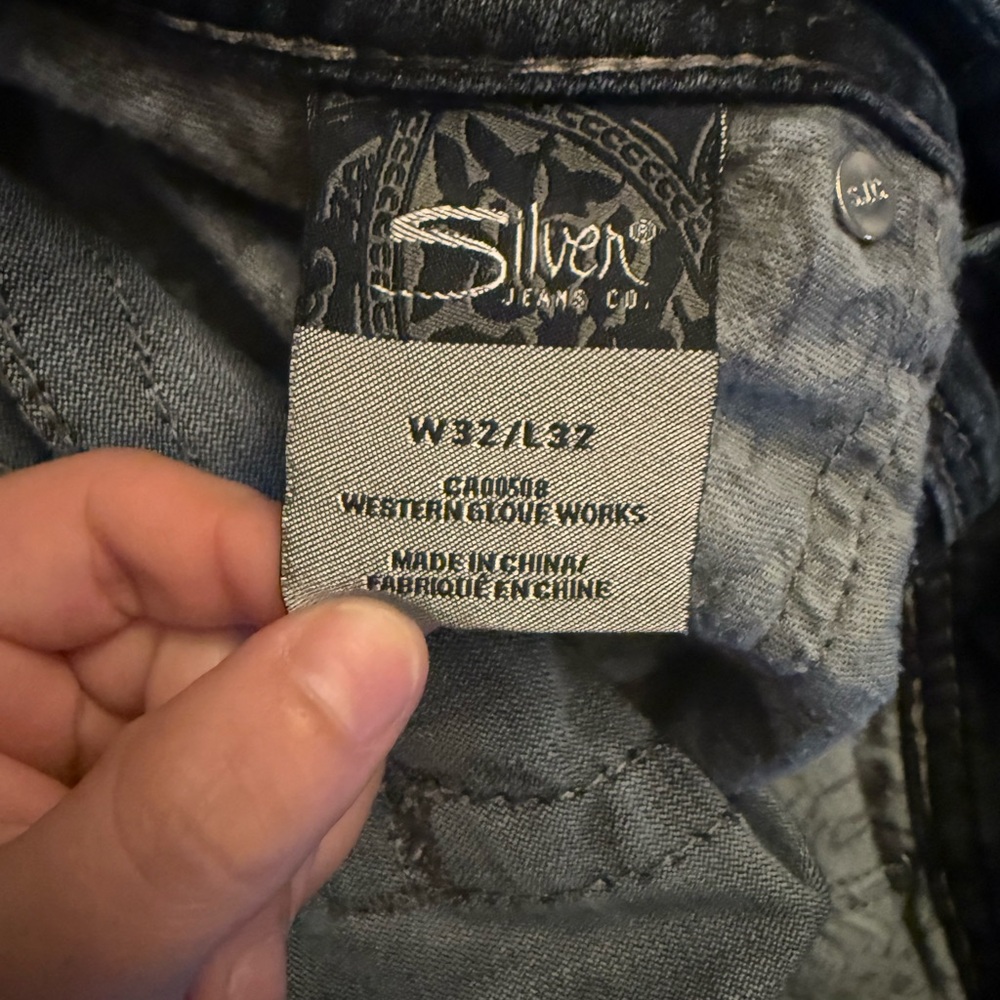 Silver®
JEANS CO.
S.J.C.
W32/L32
CA00508
WESTERN GLOVE WORKS
MADE IN CHINA/
FABRIQUÉ EN CHINE